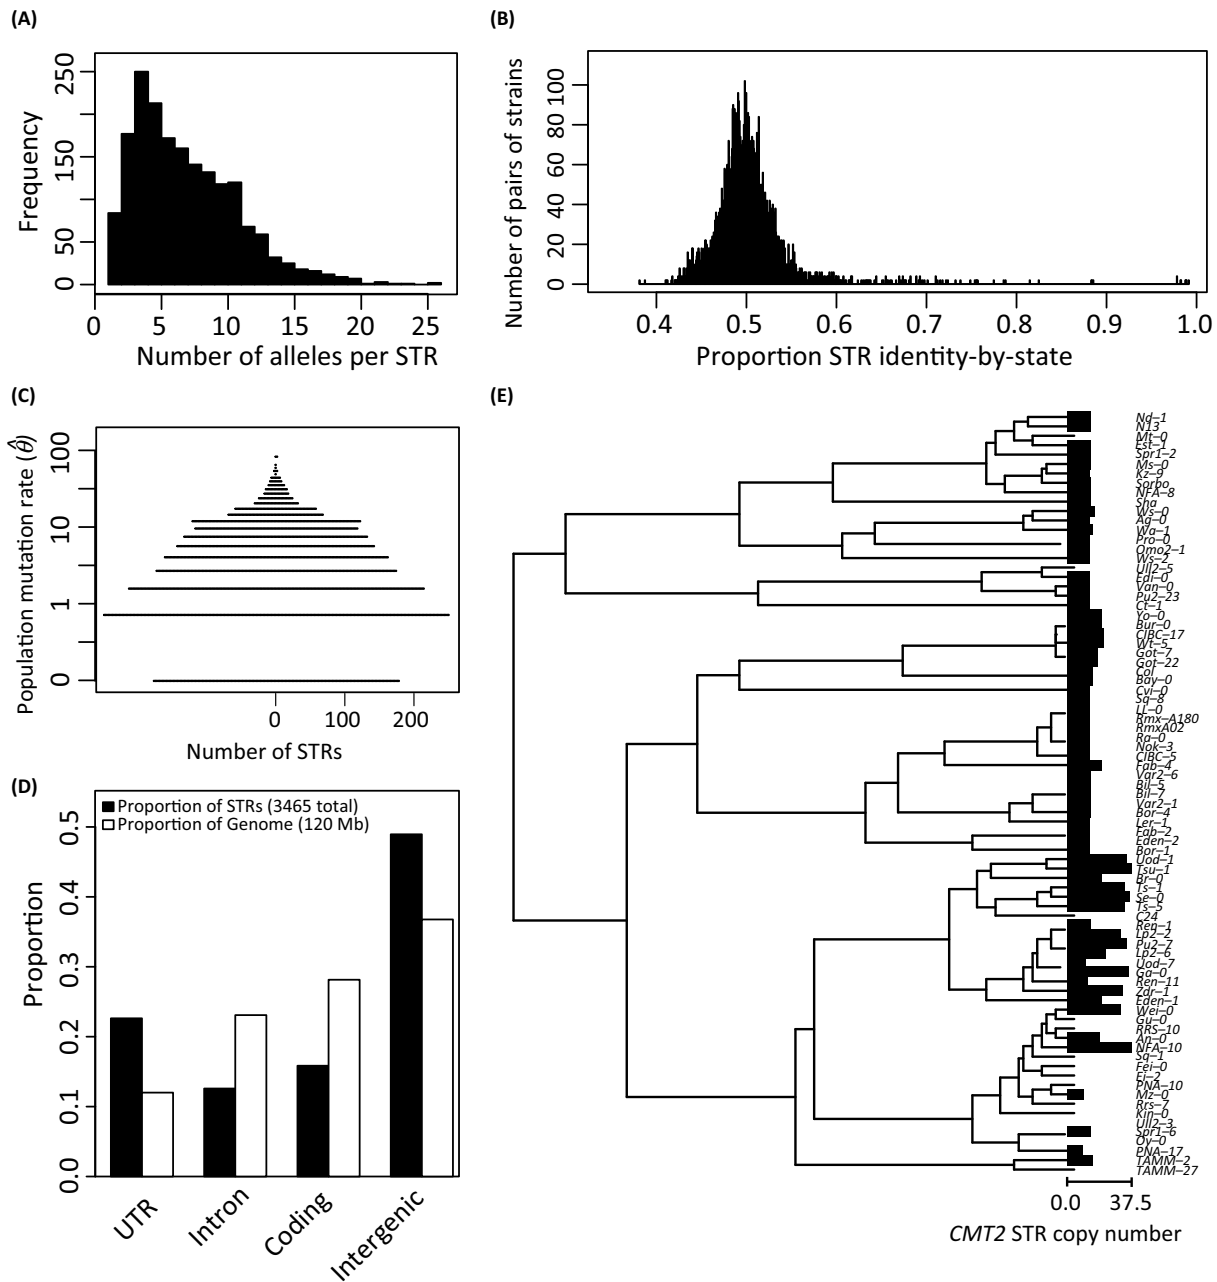 (A)
250
150
50
0
Frequency
0 5 10 15 20 25
Number of alleles per STR
(B)
100
80
60
40
20
0
Number of pairs of strains
0.4 0.5 0.6 0.7 0.8 0.9 1.0
Proportion STR identity-by-state
(C)
100
10
1
0
Population mutation rate (θ̂)
0 100 200
Number of STRs
(D)
Proportion of STRs (3465 total)
Proportion of Genome (120 Mb)
0.5
0.4
0.3
0.2
0.1
0.0
Proportion
UTR
Intron
Coding
Intergenic
(E)
Nd–1
N13
Mt–0
Est–1
Spr1–2
Ms–0
Kz–9
Sorbo
NFA–8
Sha
Ws–0
Ag–0
Wa–1
Pro–0
Omo2–1
Ws–2
Ull2–5
Edi–0
Van–0
Pu2–23
Ct–1
Yo–0
Bur–0
CIBC–17
Wt–5
Got–7
Got–22
Col
Bay–0
Cvi–0
Sq–8
LL–0
Rmx–A180
RmxA02
Ra–0
Nok–3
CIBC–5
Fab–4
Var2–6
Bil–5
Bil–7
Var2–1
Bor–4
Ler–1
Fab–2
Eden–2
Bor–1
Uod–1
Tsu–1
Br–0
Ts–1
Se–0
Ts–5
C24
Ren–1
Lp2–2
Pu2–7
Lp2–6
Uod–7
Ga–0
Ren–11
Zdr–1
Eden–1
Wei–0
Gu–0
RRS–10
An–0
NFA–10
Sq–1
Fei–0
Ei–2
PNA–10
Mz–0
Rrs–7
Kin–0
Ull2–3
Spr1–6
Oy–0
PNA–17
TAMM–2
TAMM–27
0.0 37.5
CMT2 STR copy number